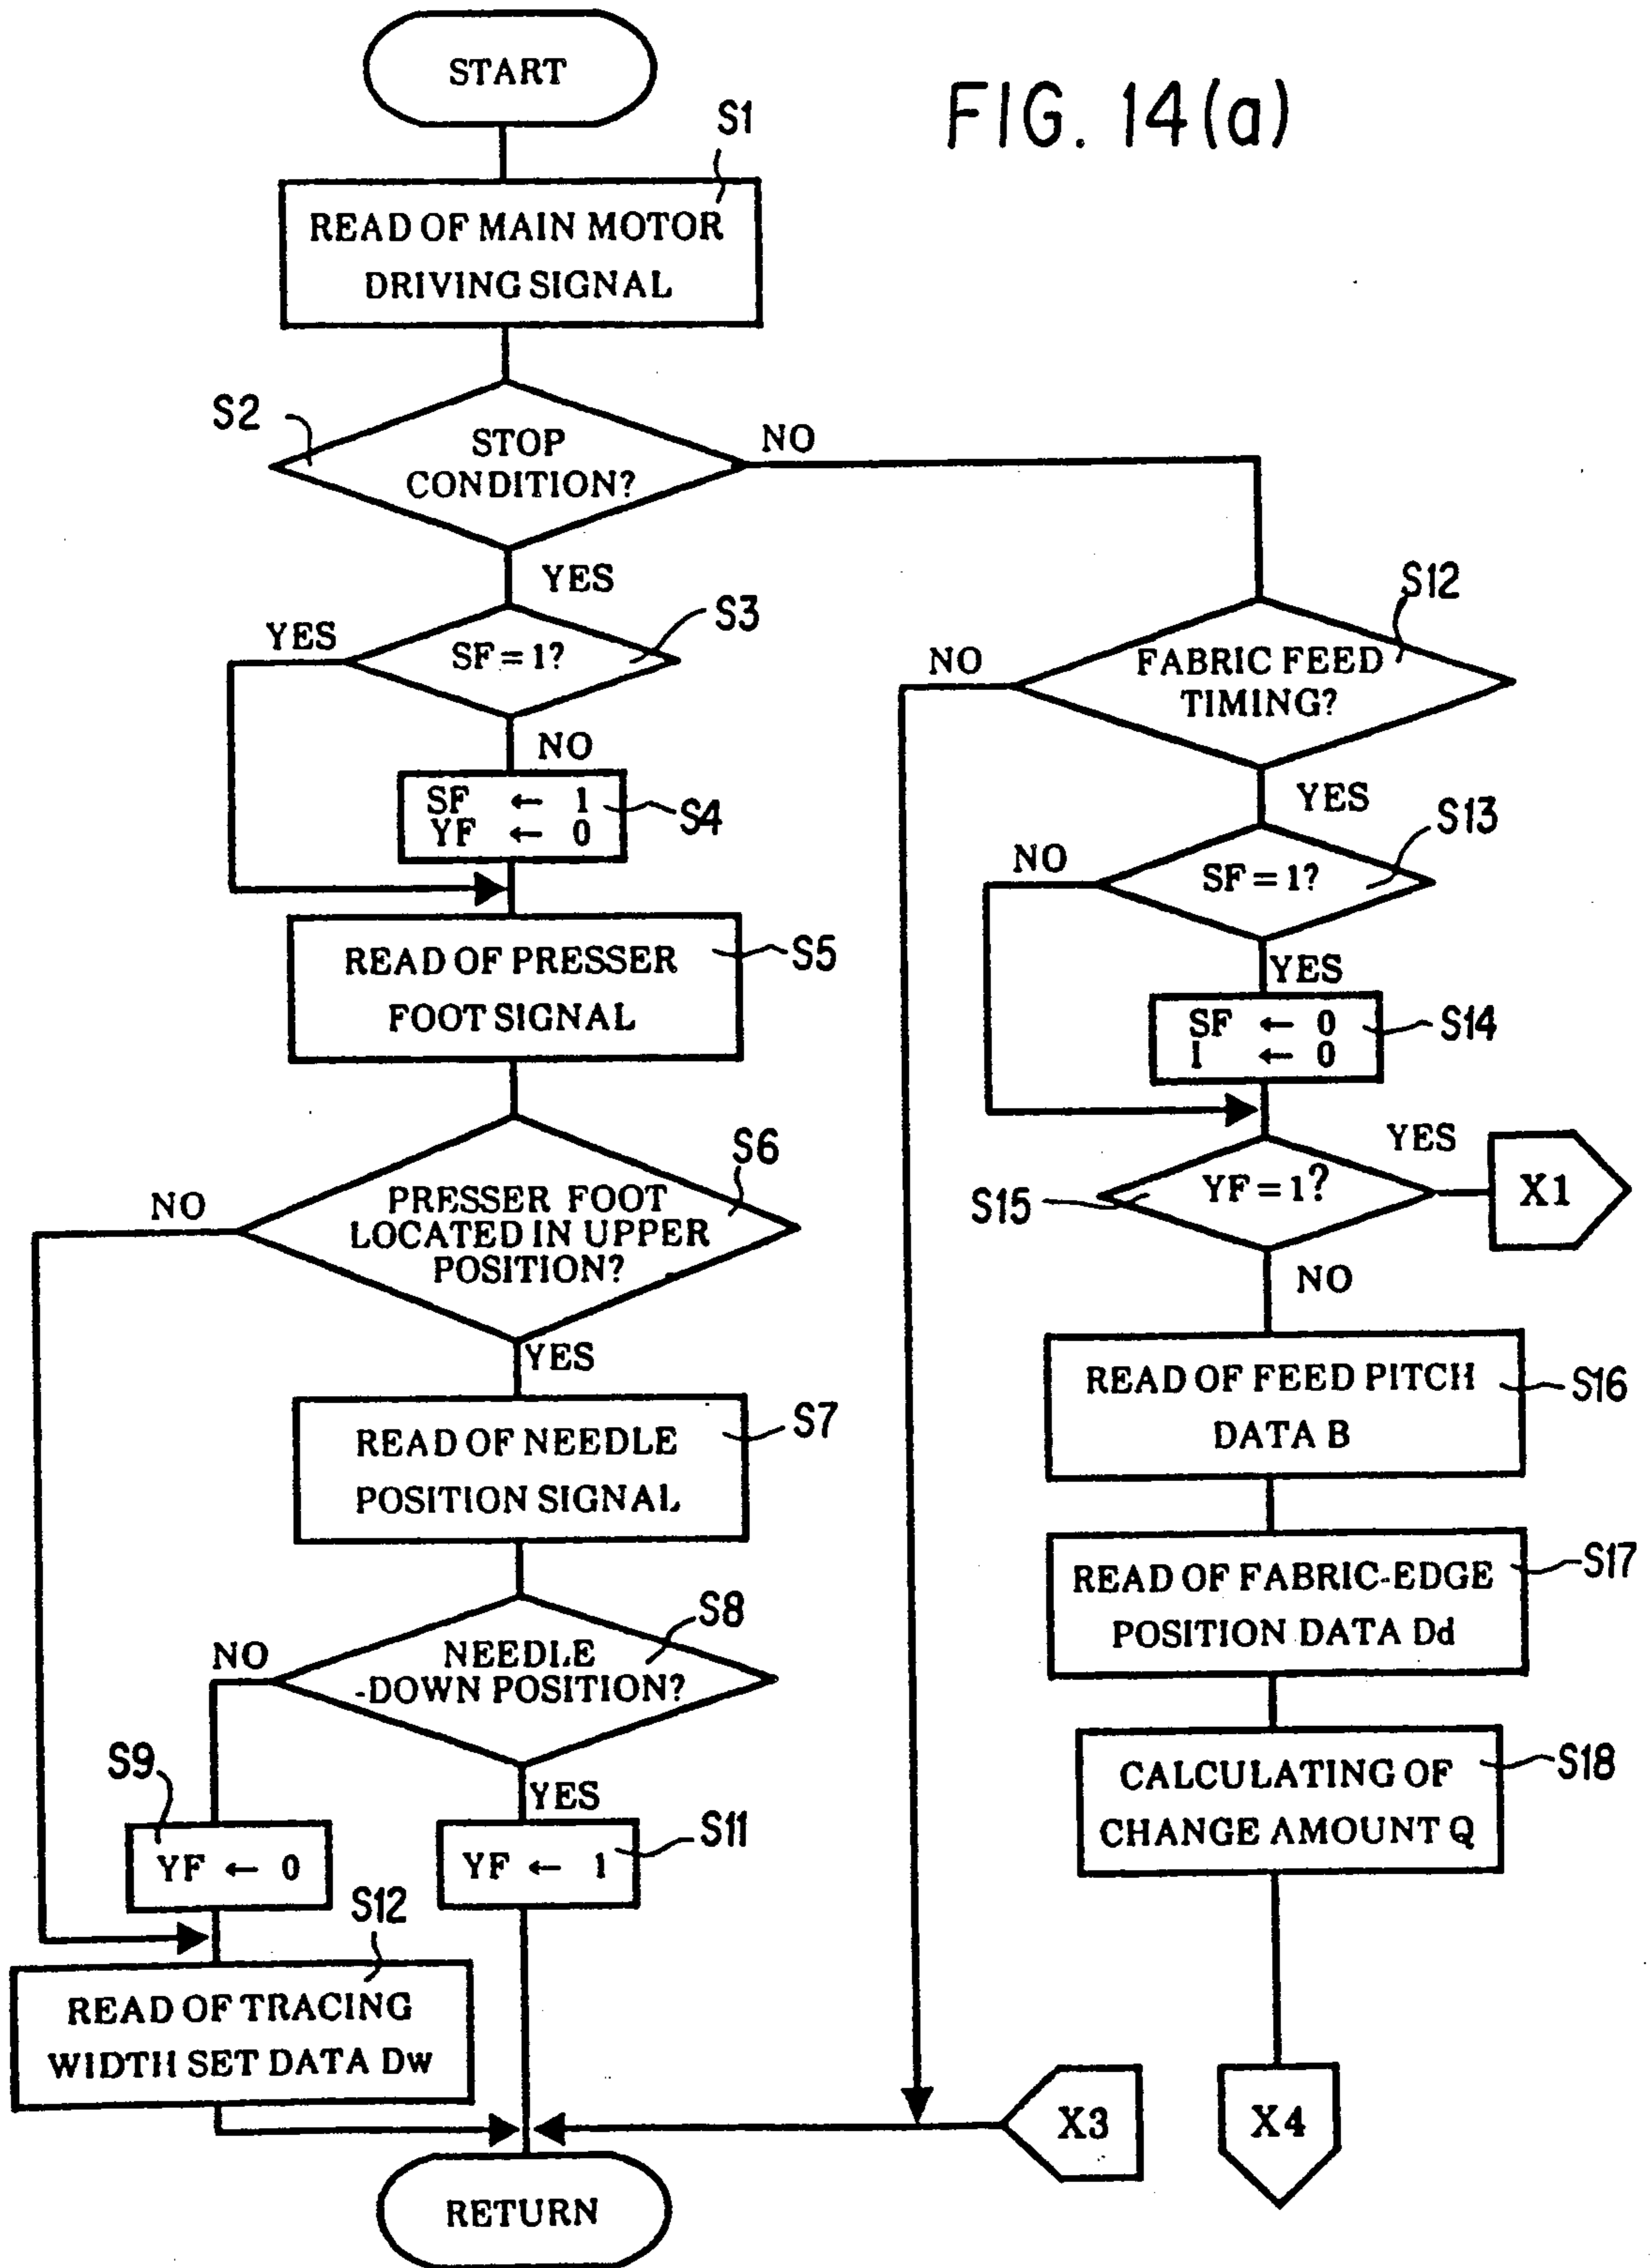 FIG. 14(a)
START
S1
READ OF MAIN MOTOR
DRIVING SIGNAL
S2
STOP
CONDITION?
NO
YES
S3
SF = 1?
YES
NO
SF ← 1
YF ← 0
S4
READ OF PRESSER
FOOT SIGNAL
S5
S6
PRESSER FOOT
LOCATED IN UPPER
POSITION?
NO
YES
READ OF NEEDLE
POSITION SIGNAL
S7
S8
NEEDLE
-DOWN POSITION?
NO
YES
S9
YF ← 0
YF ← 1
S11
S12
READ OF TRACING
WIDTH SET DATA Dw
RETURN
S12
FABRIC FEED
TIMING?
NO
YES
S13
SF = 1?
NO
YES
SF ← 0
I ← 0
S14
S15
YF = 1?
YES
X1
NO
READ OF FEED PITCH
DATA B
S16
READ OF FABRIC-EDGE
POSITION DATA Dd
S17
CALCULATING OF
CHANGE AMOUNT Q
S18
X3
X4